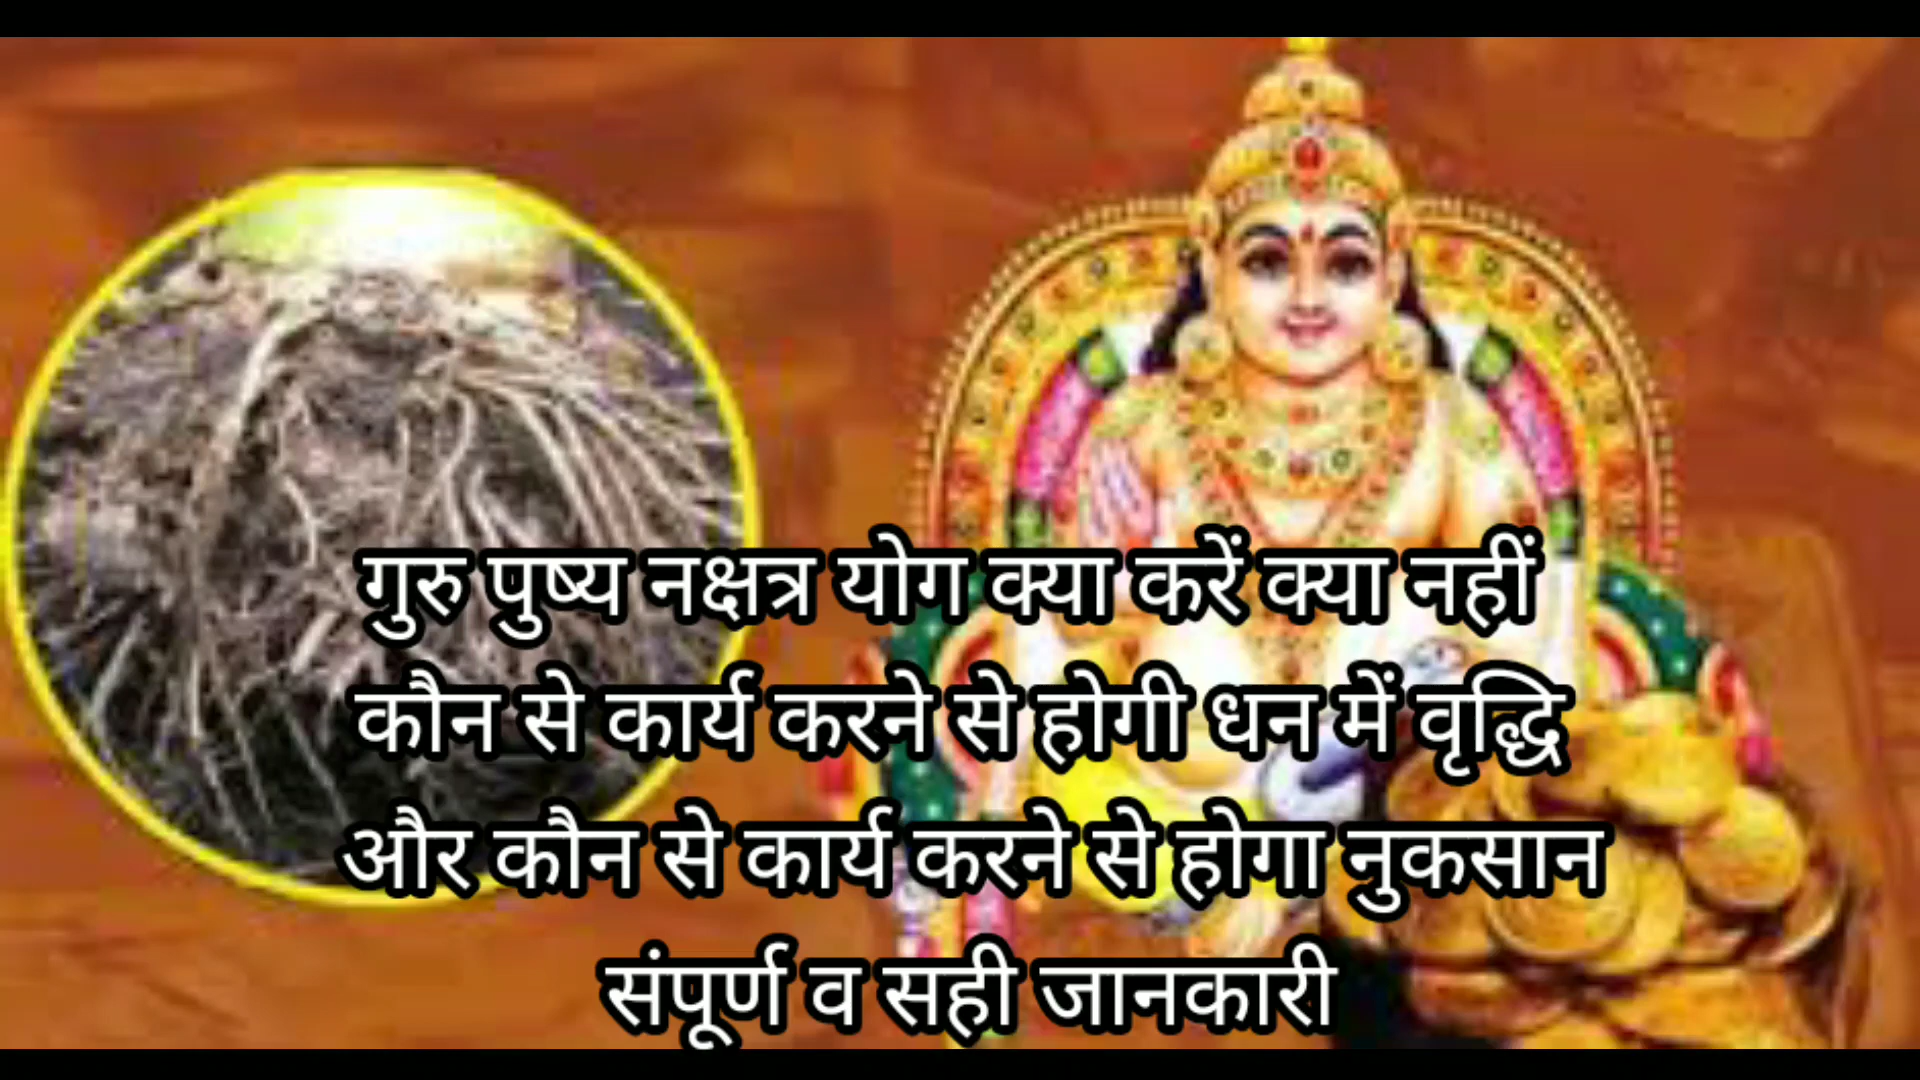 गुरु पुष्य नक्षत्र योग क्या करें क्या नहीं
कौन से कार्य करने से होगी धन में वृद्धि
और कौन से कार्य करने से होगा नुकसान
संपूर्ण व सही जानकारी